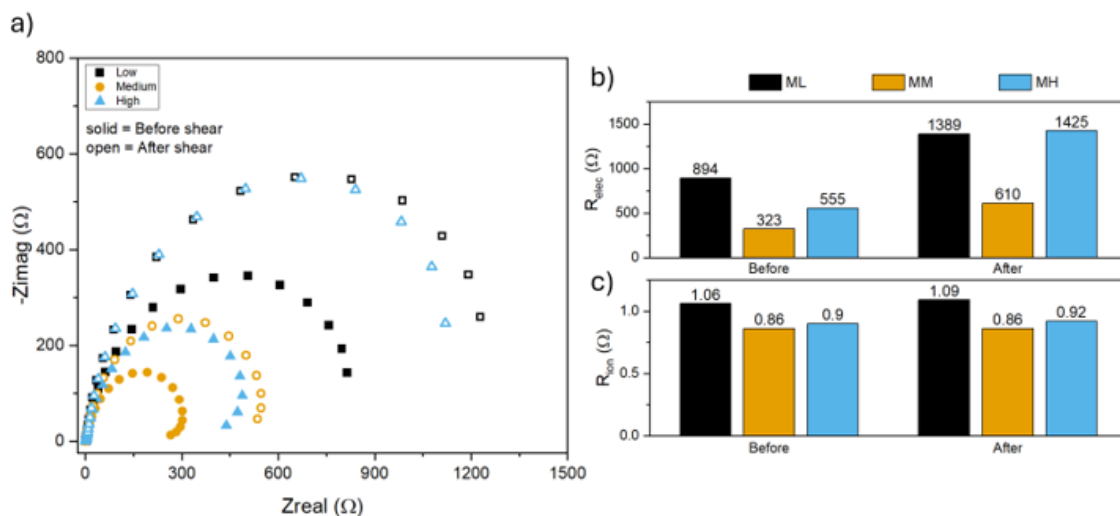 a)
800
600
400
200
0
-Zimag (Ω)
Low
Medium
High
solid = Before shear
open = After shear
0 300 600 900 1200 1500
Zreal (Ω)
b)
ML MM MH
1500
1000
500
0
R_elec (Ω)
894
323
555
1389
610
1425
Before After
c)
1.0
0.5
0.0
R_ion (Ω)
1.06
0.86
0.9
1.09
0.86
0.92
Before After